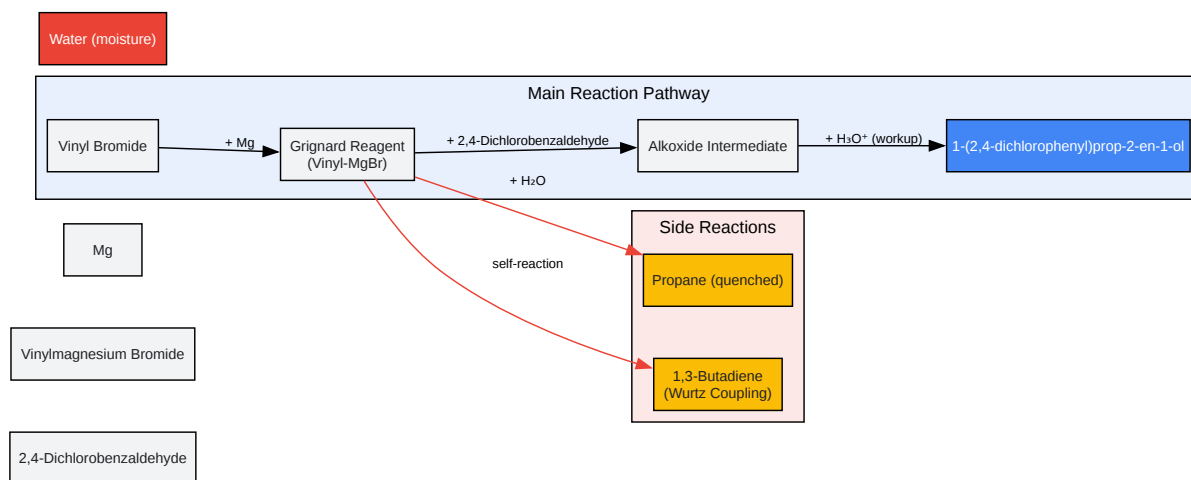 Water (moisture)
Main Reaction Pathway
Vinyl Bromide
+ Mg
Grignard Reagent
(Vinyl-MgBr)
+ 2,4-Dichlorobenzaldehyde
Alkoxide Intermediate
+ H₃O⁺ (workup)
1-(2,4-dichlorophenyl)prop-2-en-1-ol
+ H₂O
Mg
self-reaction
Side Reactions
Propane (quenched)
Vinylmagnesium Bromide
1,3-Butadiene
(Wurtz Coupling)
2,4-Dichlorobenzaldehyde